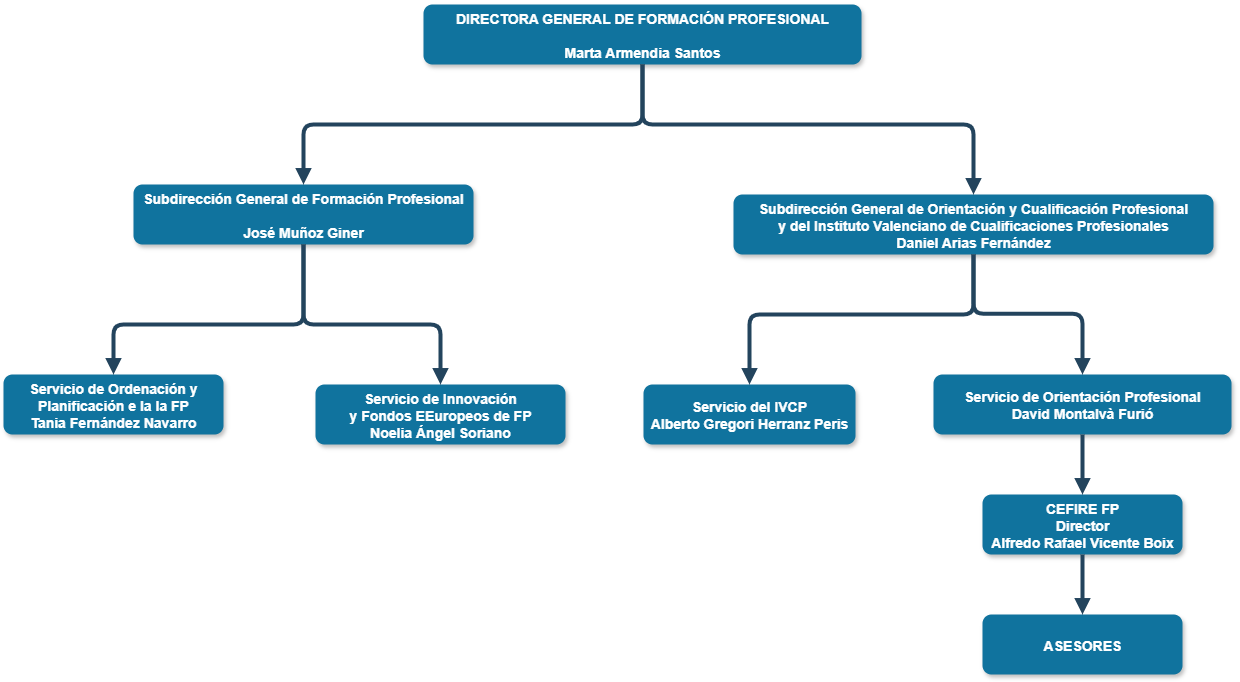 DIRECTORA GENERAL DE FORMACIÓN PROFESIONAL
Marta Armendia Santos
Subdirección General de Formación Profesional
José Muñoz Giner
Subdirección General de Orientación y Cualificación Profesional
y del Instituto Valenciano de Cualificaciones Profesionales
Daniel Arias Fernández
Servicio de Ordenación y
Planificación e la la FP
Tania Fernández Navarro
Servicio de Innovación
y Fondos EEuropeos de FP
Noelia Ángel Soriano
Servicio del IVCP
Alberto Gregori Herranz Peris
Servicio de Orientación Profesional
David Montalvà Furió
CEFIRE FP
Director
Alfredo Rafael Vicente Boix
ASESORES